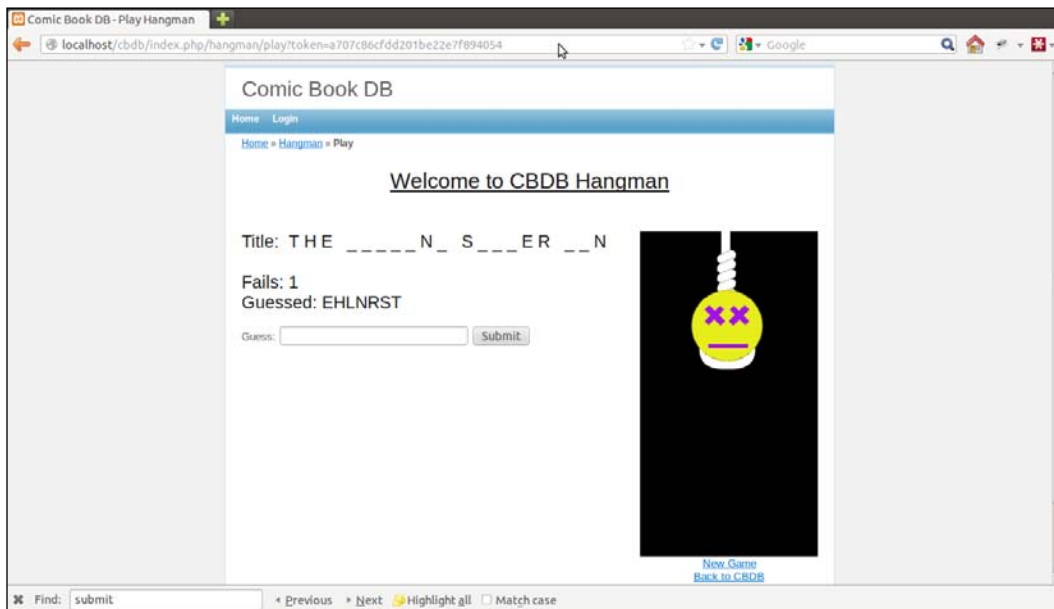 Comic Book DB - Play Hangman
localhost/cbdb/index.php/hangman/play?token=a707c86cfdd201be22e7f894054
Google
Comic Book DB
Home Login
Home » Hangman » Play
Welcome to CBDB Hangman
Title: T H E _ _ _ _ _ N _ S _ _ _ E R _ _ N
Fails: 1
Guessed: EHLNRST
Guess: Submit
New Game
Back to CBDB
Find: submit Previous Next Highlight all Match case